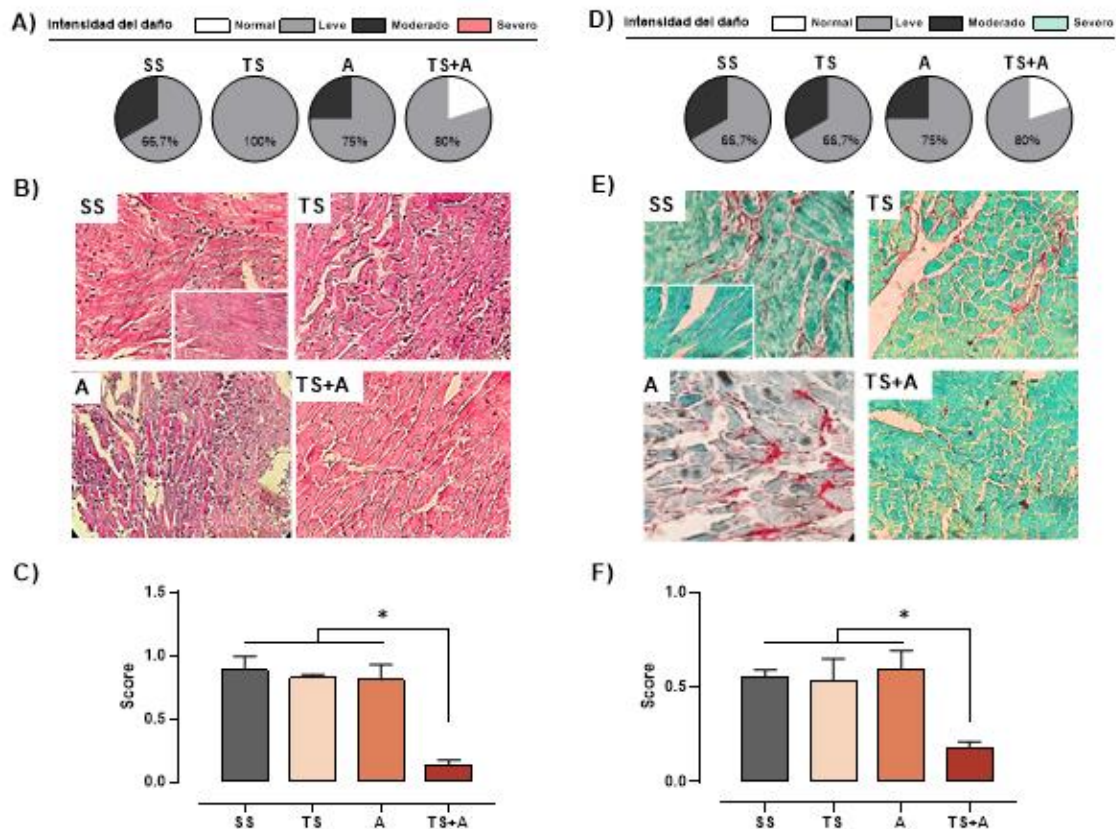 A) Intensidad del daño Normal Leve Moderado Severo
SS TS A TS+A
66,7% 100% 75% 80%
B)
SS TS
A TS+A
C)
Score
1.5
1.0
0.5
0.0
*
SS TS A TS+A
D) Intensidad del daño Normal Leve Moderado Severo
SS TS A TS+A
66,7% 66,7% 75% 80%
E)
SS TS
A TS+A
F)
Score
1.0
0.5
0.0
*
SS TS A TS+A